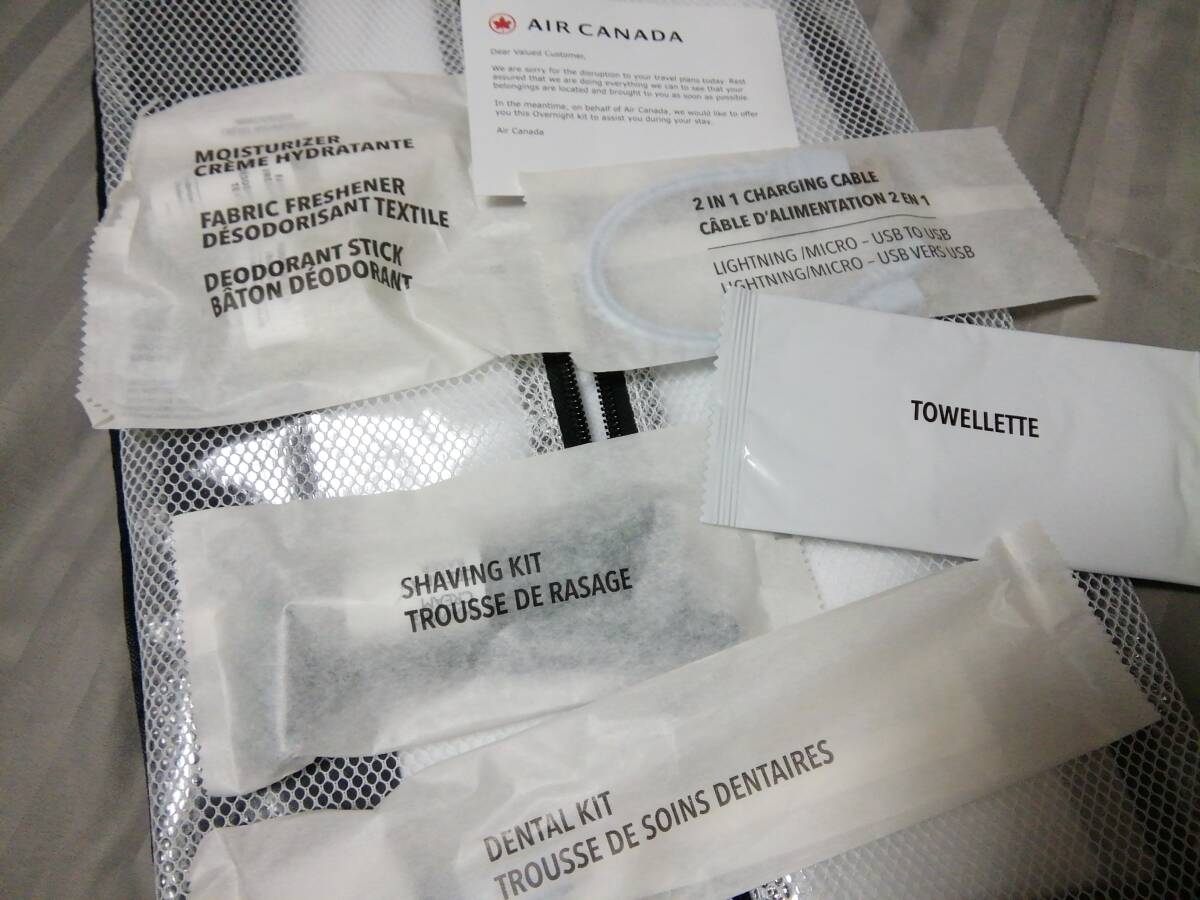 AIR CANADA
Dear Valued Customer,
We are sorry for the disruption to your travel plans today. Rest
assured that we are doing everything we can to see that your
belongings are located and brought to you as soon as possible.
In the meantime, on behalf of Air Canada, we would like to offer
you this Overnight kit to assist you during your stay.
Air Canada
MOISTURIZER
CRÈME HYDRATANTE
FABRIC FRESHENER
DÉSODORISANT TEXTILE
DEODORANT STICK
BÂTON DÉODORANT
2 IN 1 CHARGING CABLE
CÂBLE D'ALIMENTATION 2 EN 1
LIGHTNING /MICRO – USB TO USB
LIGHTNING/MICRO – USB VERS USB
TOWELLETTE
SHAVING KIT
TROUSSE DE RASAGE
DENTAL KIT
TROUSSE DE SOINS DENTAIRES